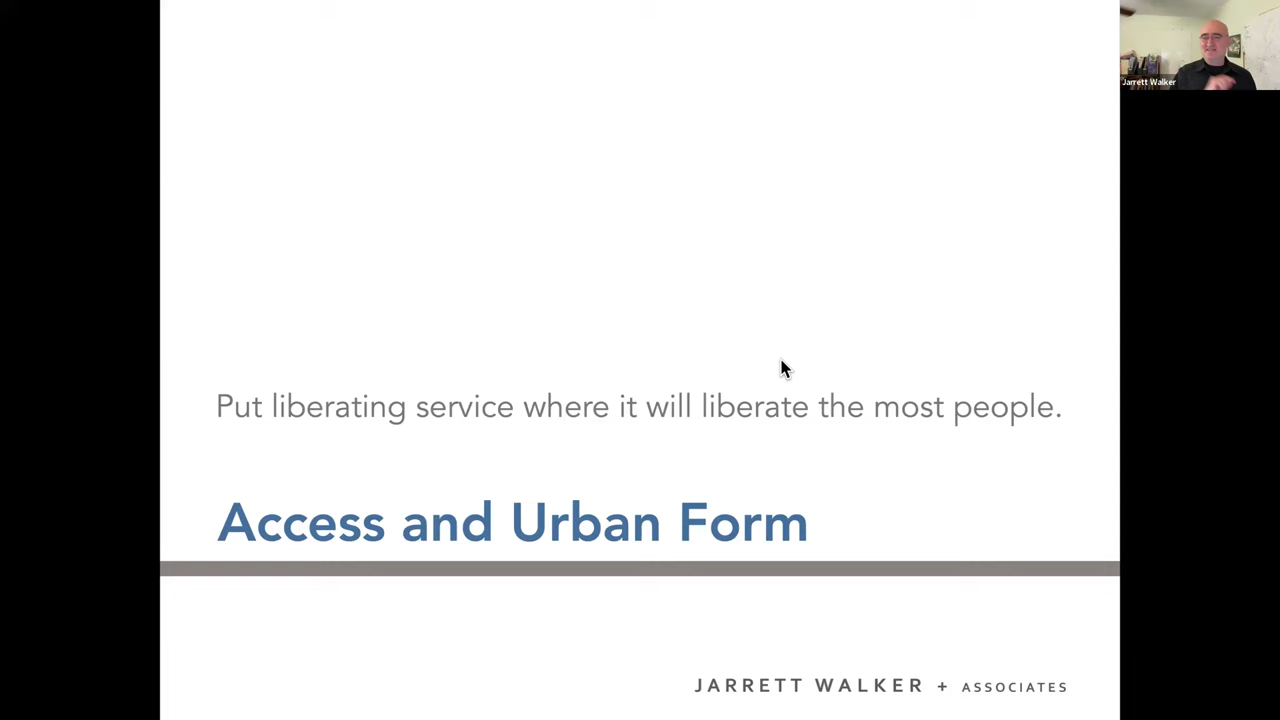 Jarrett Walker
Put liberating service where it will liberate the most people.
Access and Urban Form
JARRETT WALKER + ASSOCIATES